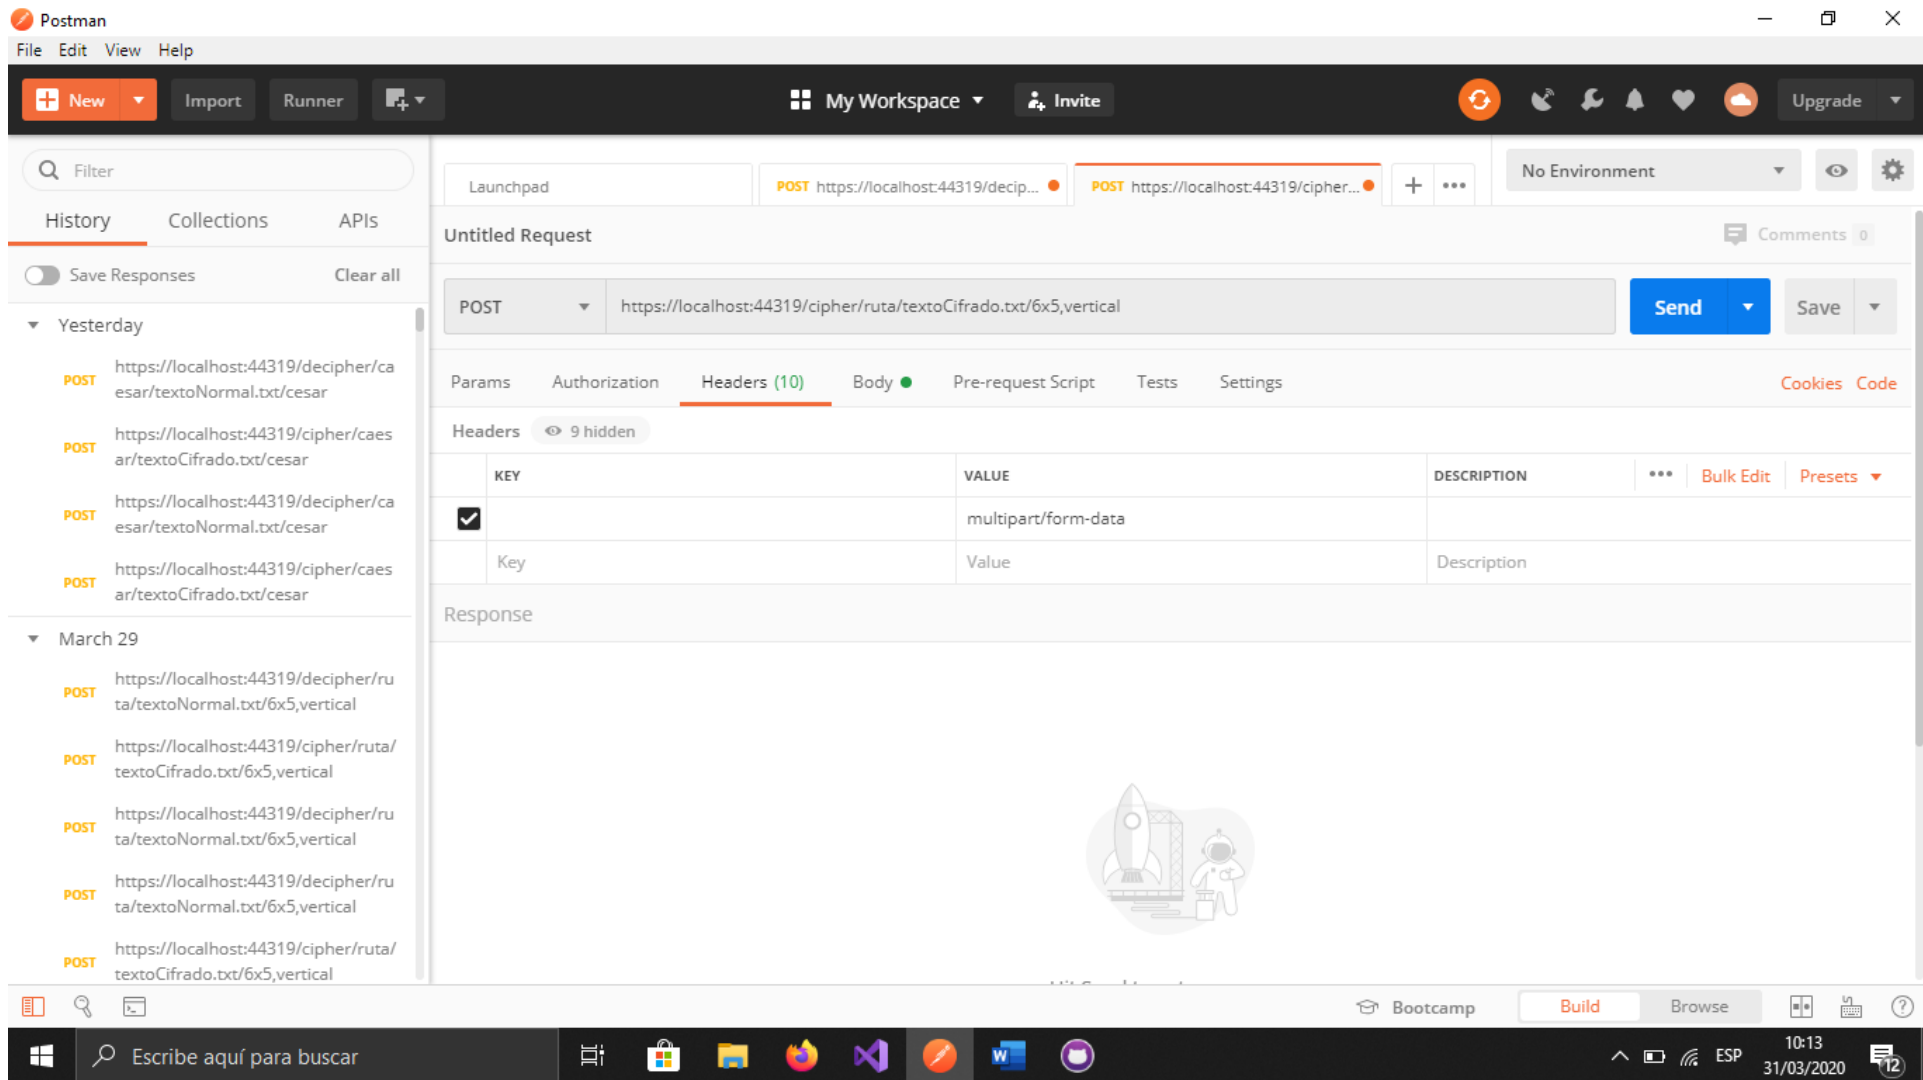 Postman
File Edit View Help
New Import Runner My Workspace Invite Upgrade
Filter
History Collections APIs
Save Responses Clear all
Yesterday
POST https://localhost:44319/decipher/ca
esar/textoNormal.txt/cesar
POST https://localhost:44319/cipher/caes
ar/textoCifrado.txt/cesar
POST https://localhost:44319/decipher/ca
esar/textoNormal.txt/cesar
POST https://localhost:44319/cipher/caes
ar/textoCifrado.txt/cesar
March 29
POST https://localhost:44319/decipher/ru
ta/textoNormal.txt/6x5,vertical
POST https://localhost:44319/cipher/ruta/
textoCifrado.txt/6x5,vertical
POST https://localhost:44319/decipher/ru
ta/textoNormal.txt/6x5,vertical
POST https://localhost:44319/decipher/ru
ta/textoNormal.txt/6x5,vertical
POST https://localhost:44319/cipher/ruta/
textoCifrado.txt/6x5,vertical
Launchpad POST https://localhost:44319/decip... POST https://localhost:44319/cipher... + ••• No Environment
Untitled Request Comments 0
POST https://localhost:44319/cipher/ruta/textoCifrado.txt/6x5,vertical Send Save
Params Authorization Headers (10) Body Pre-request Script Tests Settings Cookies Code
Headers 9 hidden
KEY VALUE DESCRIPTION ••• Bulk Edit Presets
multipart/form-data
Key Value Description
Response
Bootcamp Build Browse
Escribe aquí para buscar
ESP
10:13
31/03/2020
12